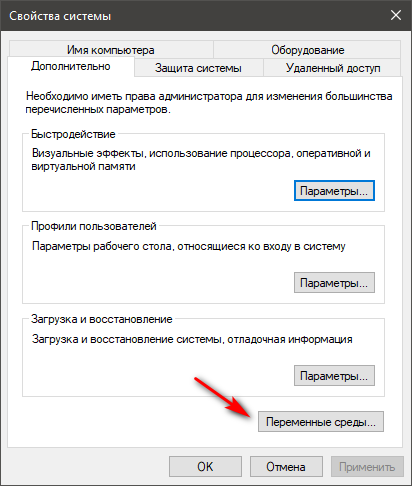 Свойства системы
Имя компьютера
Оборудование
Дополнительно
Защита системы
Удаленный доступ
Необходимо иметь права администратора для изменения большинства
перечисленных параметров.
Быстродействие
Визуальные эффекты, использование процессора, оперативной и
виртуальной памяти
Параметры...
Профили пользователей
Параметры рабочего стола, относящиеся ко входу в систему
Параметры...
Загрузка и восстановление
Загрузка и восстановление системы, отладочная информация
Параметры...
Переменные среды...
OK
Отмена
Применить